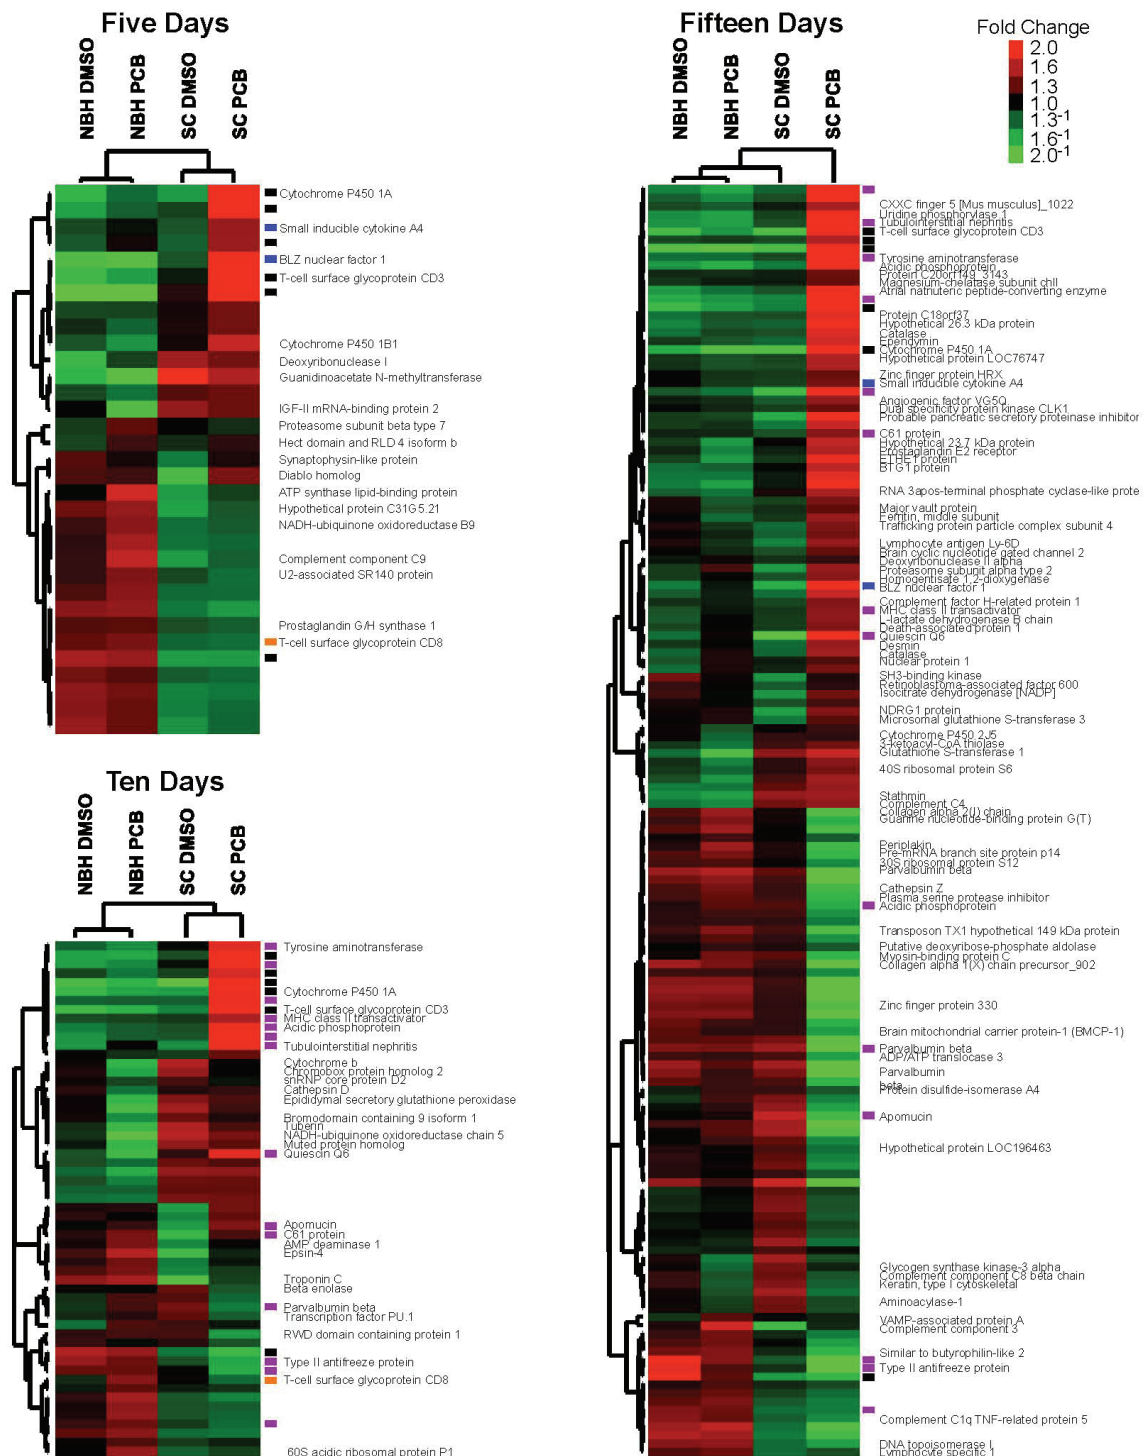 Five Days
NBH DMSO
NBH PCB
SC DMSO
SC PCB
Cytochrome P450 1A
Small inducible cytokine A4
BLZ nuclear factor 1
T-cell surface glycoprotein CD3
Cytochrome P450 1B1
Deoxyribonuclease I
Guanidinoacetate N-methyltransferase
IGF-II mRNA-binding protein 2
Proteasome subunit beta type 7
Hect domain and RLD 4 isoform b
Synaptophysin-like protein
Diablo homolog
ATP synthase lipid-binding protein
Hypothetical protein C31G5.21
NADH-ubiquinone oxidoreductase B9
Complement component C9
U2-associated SR140 protein
Prostaglandin G/H synthase 1
T-cell surface glycoprotein CD8
Ten Days
NBH DMSO
NBH PCB
SC DMSO
SC PCB
Tyrosine aminotransferase
Cytochrome P450 1A
T-cell surface glycoprotein CD3
MHC class II transactivator
Acidic phosphoprotein
Tubulointerstitial nephritis
Cytochrome b
Chromobox protein homolog 2
snRNP core protein D2
Cathepsin D
Epididymal secretory glutathione peroxidase
Bromodomain containing 9 isoform 1
Tuberin
NADH-ubiquinone oxidoreductase chain 5
Muted protein homolog
Quiescin Q6
Apomucin
C61 protein
AMP deaminase 1
Epsin-4
Troponin C
Beta enolase
Parvalbumin beta
Transcription factor PU.1
RWD domain containing protein 1
Type II antifreeze protein
T-cell surface glycoprotein CD8
60S acidic ribosomal protein P1
Fifteen Days
NBH DMSO
NBH PCB
SC DMSO
SC PCB
Fold Change
2.0
1.6
1.3
1.0
1.3-1
1.6-1
2.0-1
CXXC finger 5 [Mus musculus]_1022
Uridine phosphorylase 1
Tubulointerstitial nephritis
T-cell surface glycoprotein CD3
Tyrosine aminotransferase
Acidic phosphoprotein
Protein C20orf149_3143
Magnesium-chelatase subunit chlI
Atrial natriuretic peptide-converting enzyme
Protein C18orf37
Hypothetical 26.3 kDa protein
Catalase
Ependymin
Cytochrome P450 1A
Hypothetical protein LOC76747
Zinc finger protein HRX
Small inducible cytokine A4
Angiogenic factor VG5Q
Dual specificity protein kinase CLK1
Probable pancreatic secretory proteinase inhibitor
C61 protein
Hypothetical 23.7 kDa protein
Prostaglandin E2 receptor
ETHE1 protein
BTG1 protein
RNA 3apos-terminal phosphate cyclase-like prote
Major vault protein
Ferritin, middle subunit
Trafficking protein particle complex subunit 4
Lymphocyte antigen Ly-6D
Brain cyclic nucleotide gated channel 2
Deoxyribonuclease II alpha
Proteasome subunit alpha type 2
Homogentisate 1,2-dioxygenase
BLZ nuclear factor 1
Complement factor H-related protein 1
MHC class II transactivator
L-lactate dehydrogenase B chain
Death-associated protein 1
Quiescin Q6
Desmin
Catalase
Nuclear protein 1
SH3-binding kinase
Retinoblastoma-associated factor 600
Isocitrate dehydrogenase [NADP]
NDRG1 protein
Microsomal glutathione S-transferase 3
Cytochrome P450 2J5
3-ketoacyl-CoA thiolase
Glutathione S-transferase 1
40S ribosomal protein S6
Stathmin
Complement C4
Collagen alpha 2(I) chain
Guanine nucleotide-binding protein G(T)
Periplakin
Pre-mRNA branch site protein p14
30S ribosomal protein S12
Parvalbumin beta
Cathepsin Z
Plasma serine protease inhibitor
Acidic phosphoprotein
Transposon TX1 hypothetical 149 kDa protein
Putative deoxyribose-phosphate aldolase
Myosin-binding protein C
Collagen alpha 1(X) chain precursor_902
Zinc finger protein 330
Brain mitochondrial carrier protein-1 (BMCP-1)
Parvalbumin beta
ADP/ATP translocase 3
Parvalbumin
beta
Protein disulfide-isomerase A4
Apomucin
Hypothetical protein LOC196463
Glycogen synthase kinase-3 alpha
Complement component C8 beta chain
Keratin, type I cytoskeletal
Aminoacylase-1
VAMP-associated protein A
Complement component 3
Similar to butyrophilin-like 2
Type II antifreeze protein
Complement C1q TNF-related protein 5
DNA topoisomerase I
Lymphocyte specific 1